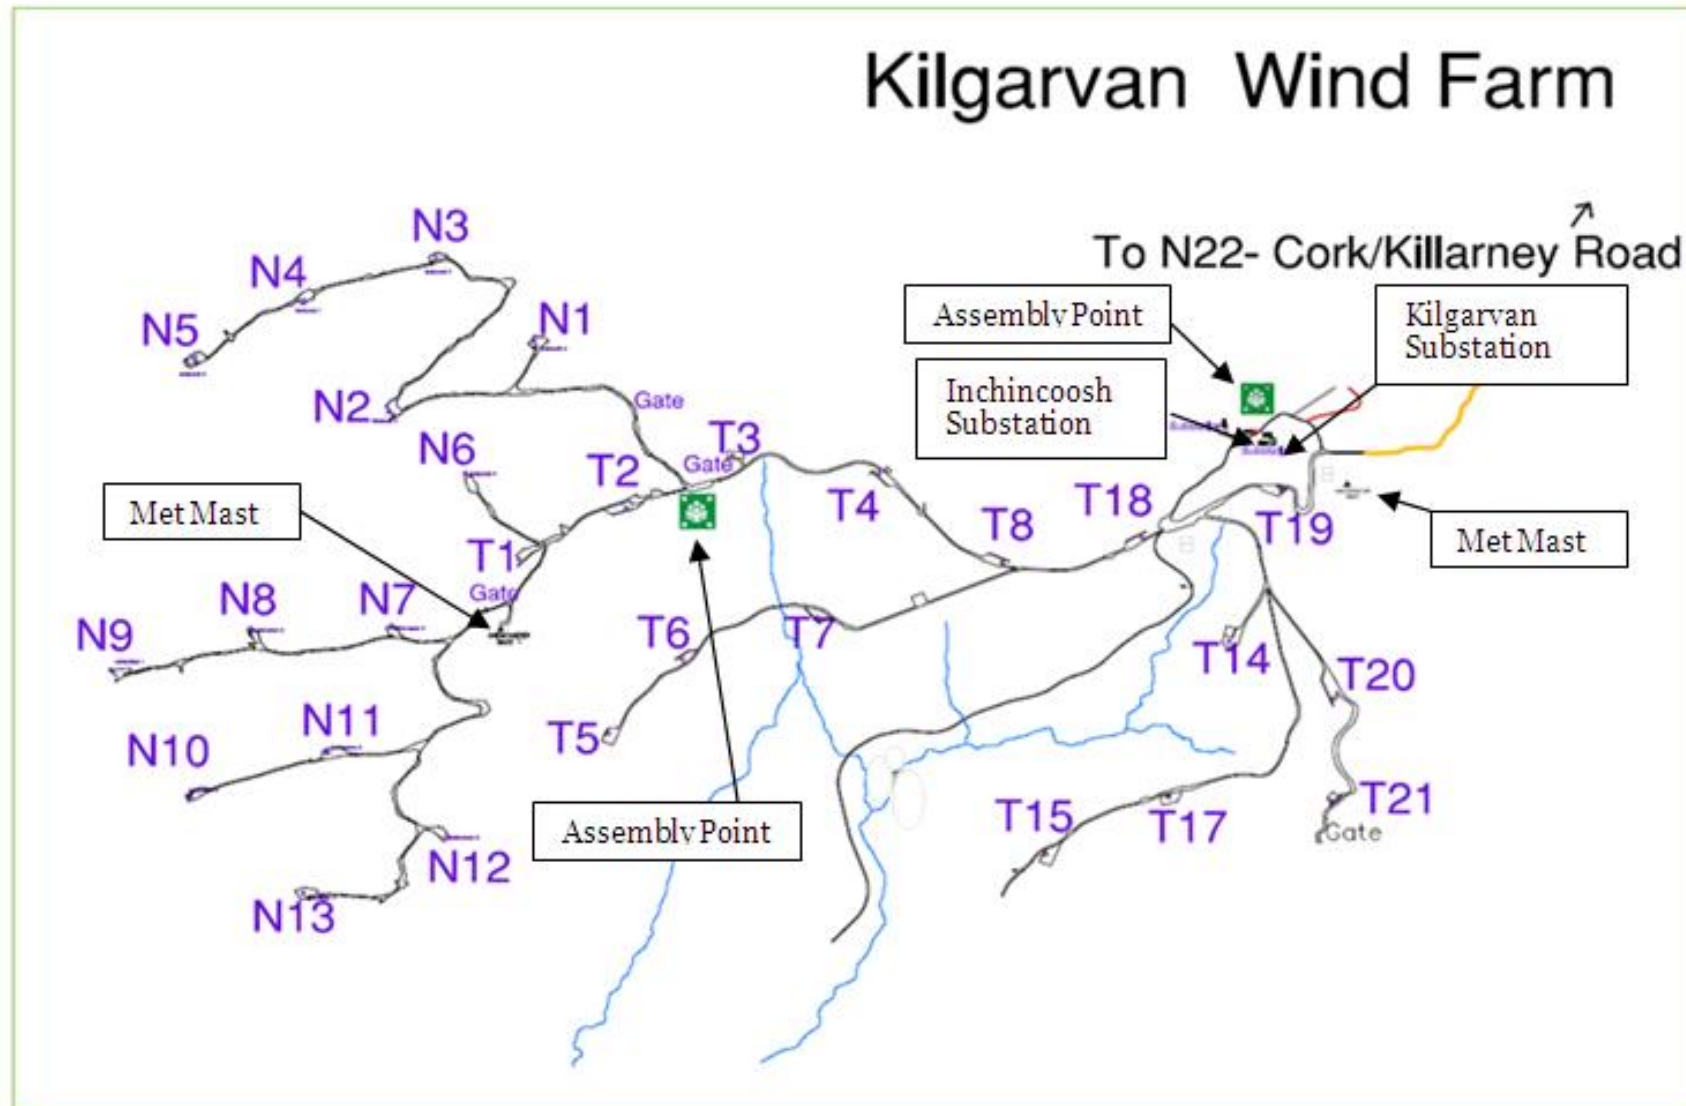 Kilgarvan Wind Farm
To N22- Cork/Killarney Road
N3
N4
N5
N1
N2
Gate
Assembly Point
Kilgarvan
Substation
Inchincoosh
Substation
T3
Gate
N6
T2
T4
T8
T18
T19
Met Mast
Met Mast
T1
Gate
N7
N8
N9
T6
T7
T14
T20
T5
N11
N10
T15
T17
T21
Gate
Assembly Point
N12
N13